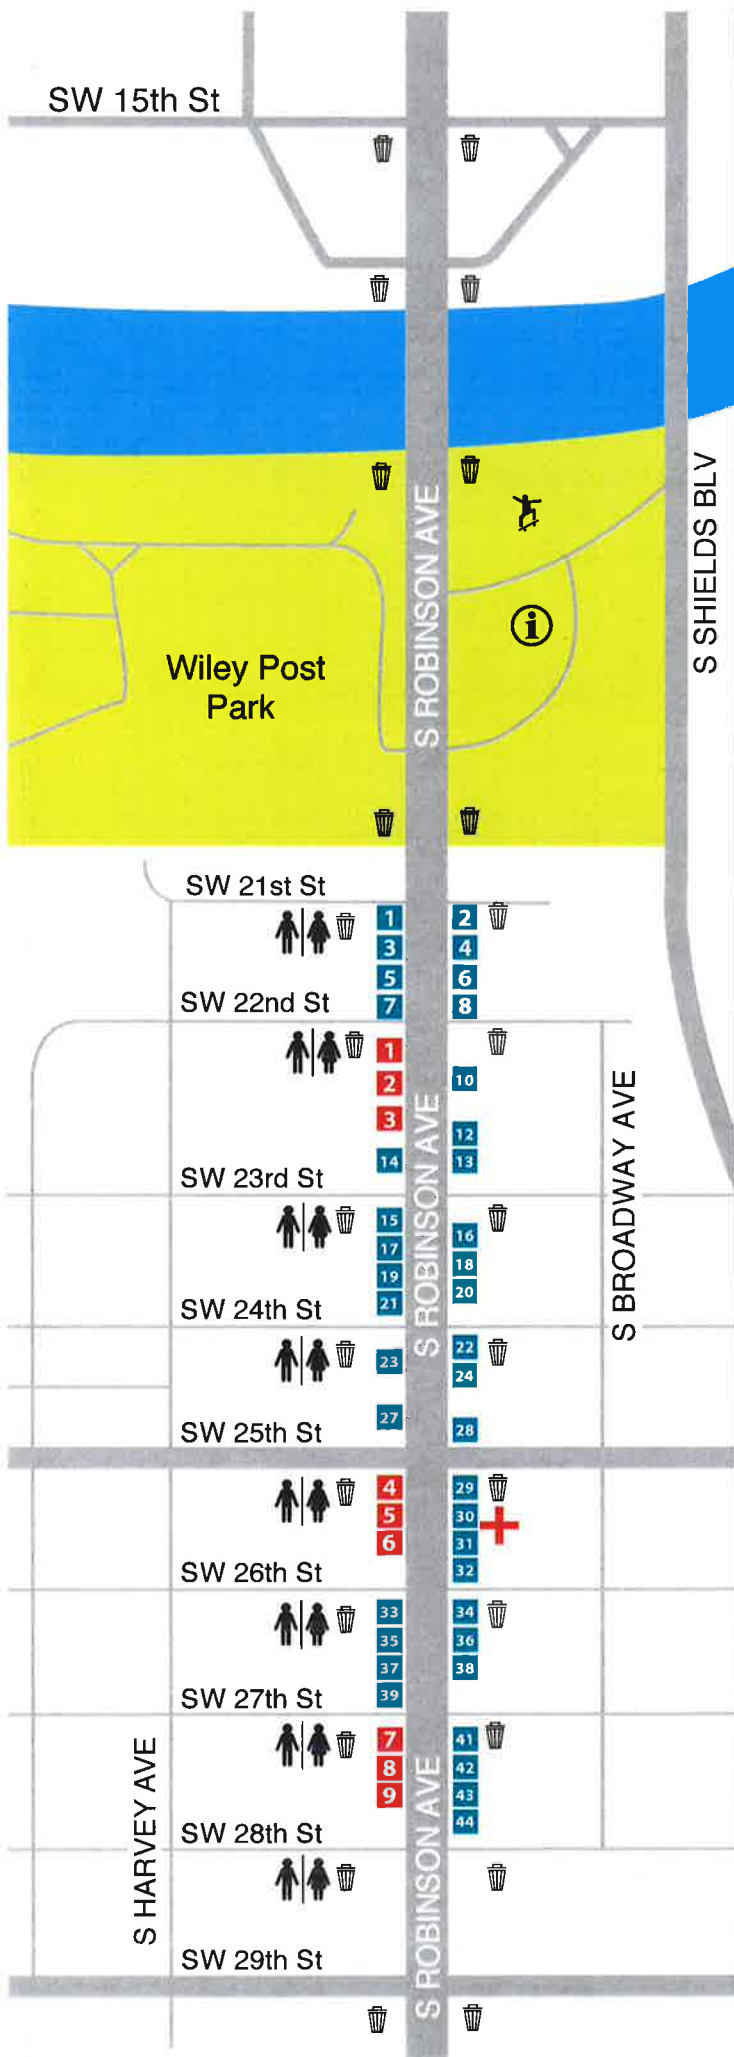 SW 15th St
S ROBINSON AVE
S SHIELDS BLV
i
Wiley Post
Park
SW 21st St
1 2
3 4
5 6
7 8
SW 22nd St
1
2 10
3 12
14 13
SW 23rd St
S ROBINSON AVE
S BROADWAY AVE
15 16
17 18
19 20
21
SW 24th St
22
23 24
27 28
SW 25th St
4 29
5 30
6 31
32
SW 26th St
33 34
35 36
37 38
39
SW 27th St
7 41
8 42
9 43
44
S HARVEY AVE
S ROBINSON AVE
SW 28th St
SW 29th St